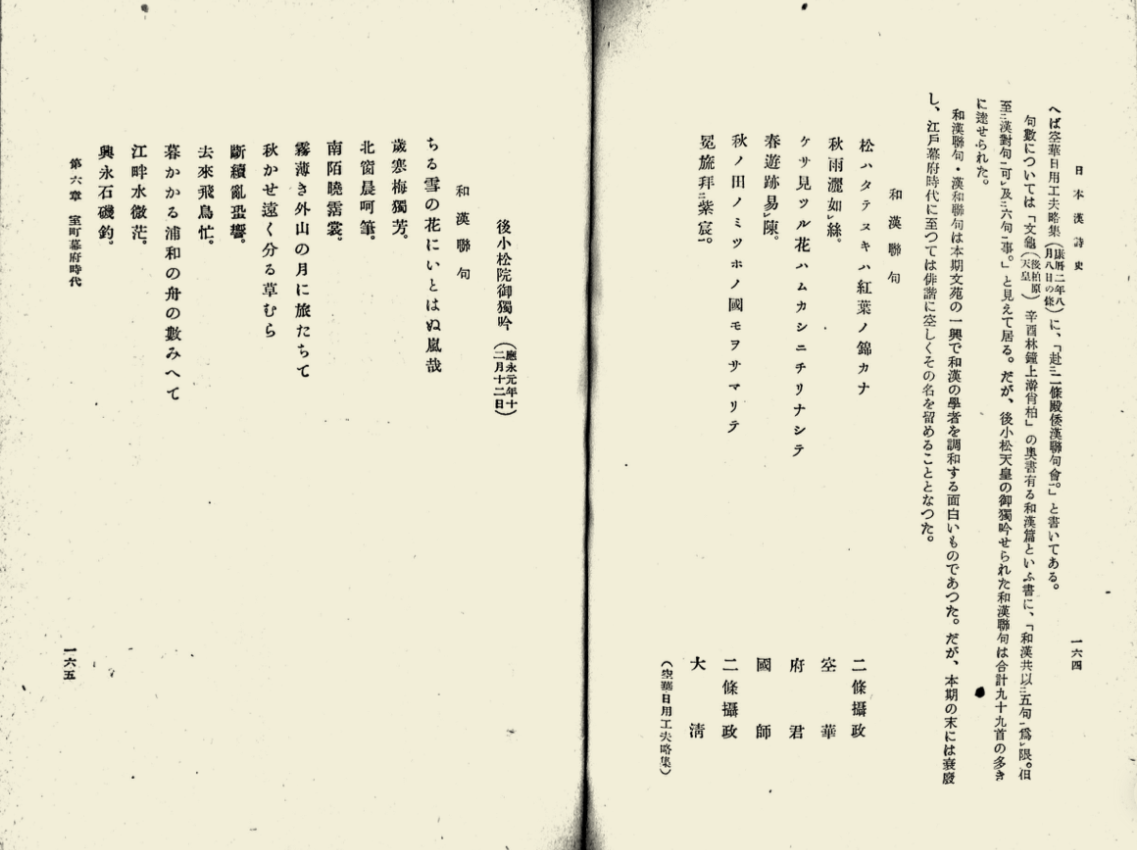 日本漢詩史
一六四
へば空華日用工夫略集(康曆二年八月八日の條)に、「赴二二條殿倭漢聯句會一。」と書いてある。
句數については「文龜(後柏原天皇)辛酉林鐘上澣肖柏」の奧書有る和漢篇といふ書に、「和漢共以二五句一爲レ限。但
至二漢對句一可レ及二六句一事。」と見えて居る。だが、後小松天皇の御獨吟せられた和漢聯句は合計九十九首の多き
に達せられた。
和漢聯句・漢和聯句は本期文苑の一興で和漢の學者を調和する面白いものであつた。だが、本期の末には衰廢
し、江戶幕府時代に至つては俳諧に空しくその名を留めることとなつた。
和漢聯句
松ハタテヌキハ紅葉ノ錦カナ 二條攝政
秋雨灑如レ絲。 空華
ケサ見ツル花ハムカシニチリナシテ 府君
春遊跡易レ陳。 國師
秋ノ田ノミツホノ國モヲサマリテ 二條攝政
冕旒拜二紫宸一。 大淸
(空華日用工夫略集)
後小松院御獨吟(應永元年十二月十二日)
和漢聯句
ちる雪の花にいとはぬ嵐哉
歲寒梅獨芳。
北窗晨呵筆。
南陌曉霑裳。
霧薄き外山の月に旅たちて
秋かせ遠く分る草むら
斷續亂蛩響。
去來飛鳥忙。
暮かかる浦和の舟の數みへて
江畔水微茫。
興永石磯釣。
第六章 室町幕府時代
一六五